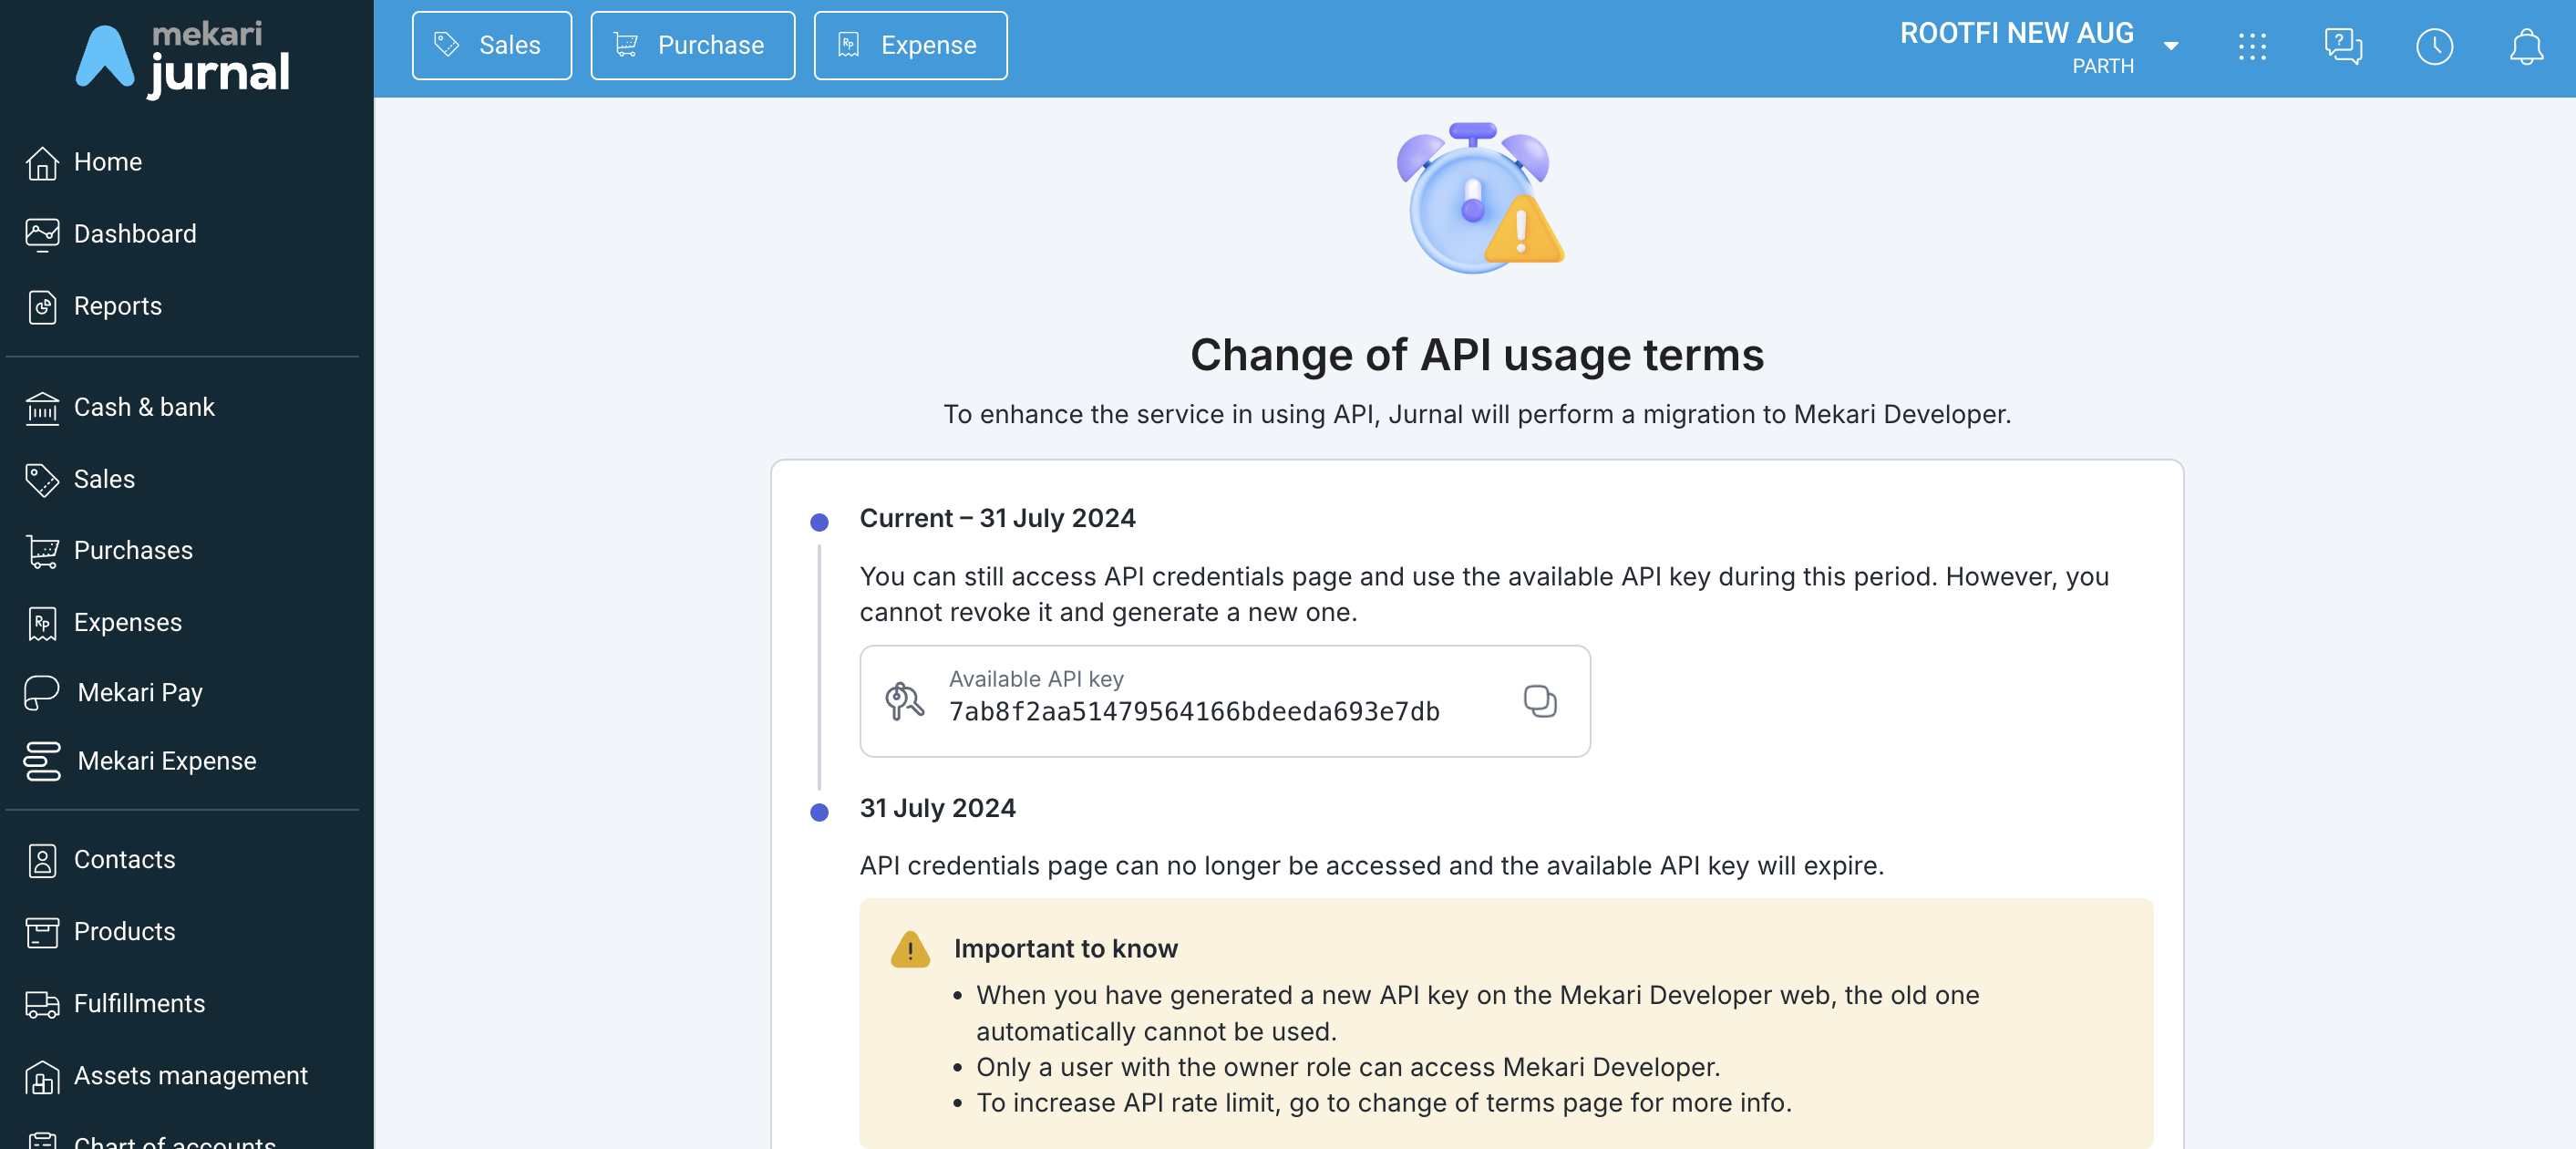 mekari
jurnal
Sales
Purchase
Rp
Expense
ROOTFI NEW AUG
PARTH
Home
Dashboard
Reports
Cash & bank
Sales
Purchases
Rp
Expenses
Mekari Pay
Mekari Expense
Contacts
Products
Fulfillments
Assets management
Chart of accounts
Change of API usage terms
To enhance the service in using API, Jurnal will perform a migration to Mekari Developer.
Current – 31 July 2024
You can still access API credentials page and use the available API key during this period. However, you
cannot revoke it and generate a new one.
Available API key
7ab8f2aa51479564166bdeeda693e7db
31 July 2024
API credentials page can no longer be accessed and the available API key will expire.
Important to know
• When you have generated a new API key on the Mekari Developer web, the old one
automatically cannot be used.
• Only a user with the owner role can access Mekari Developer.
• To increase API rate limit, go to change of terms page for more info.